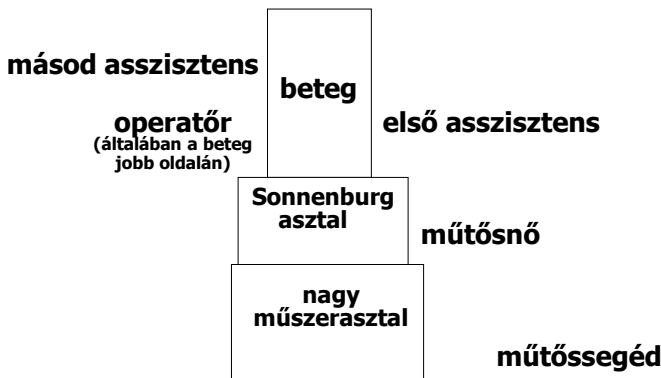 másod asszisztens
beteg
operatőr
(általában a beteg
jobb oldalán)
első asszisztens
Sonnenburg
asztal
műtősnő
nagy
műszerasztal
műtőssegéd